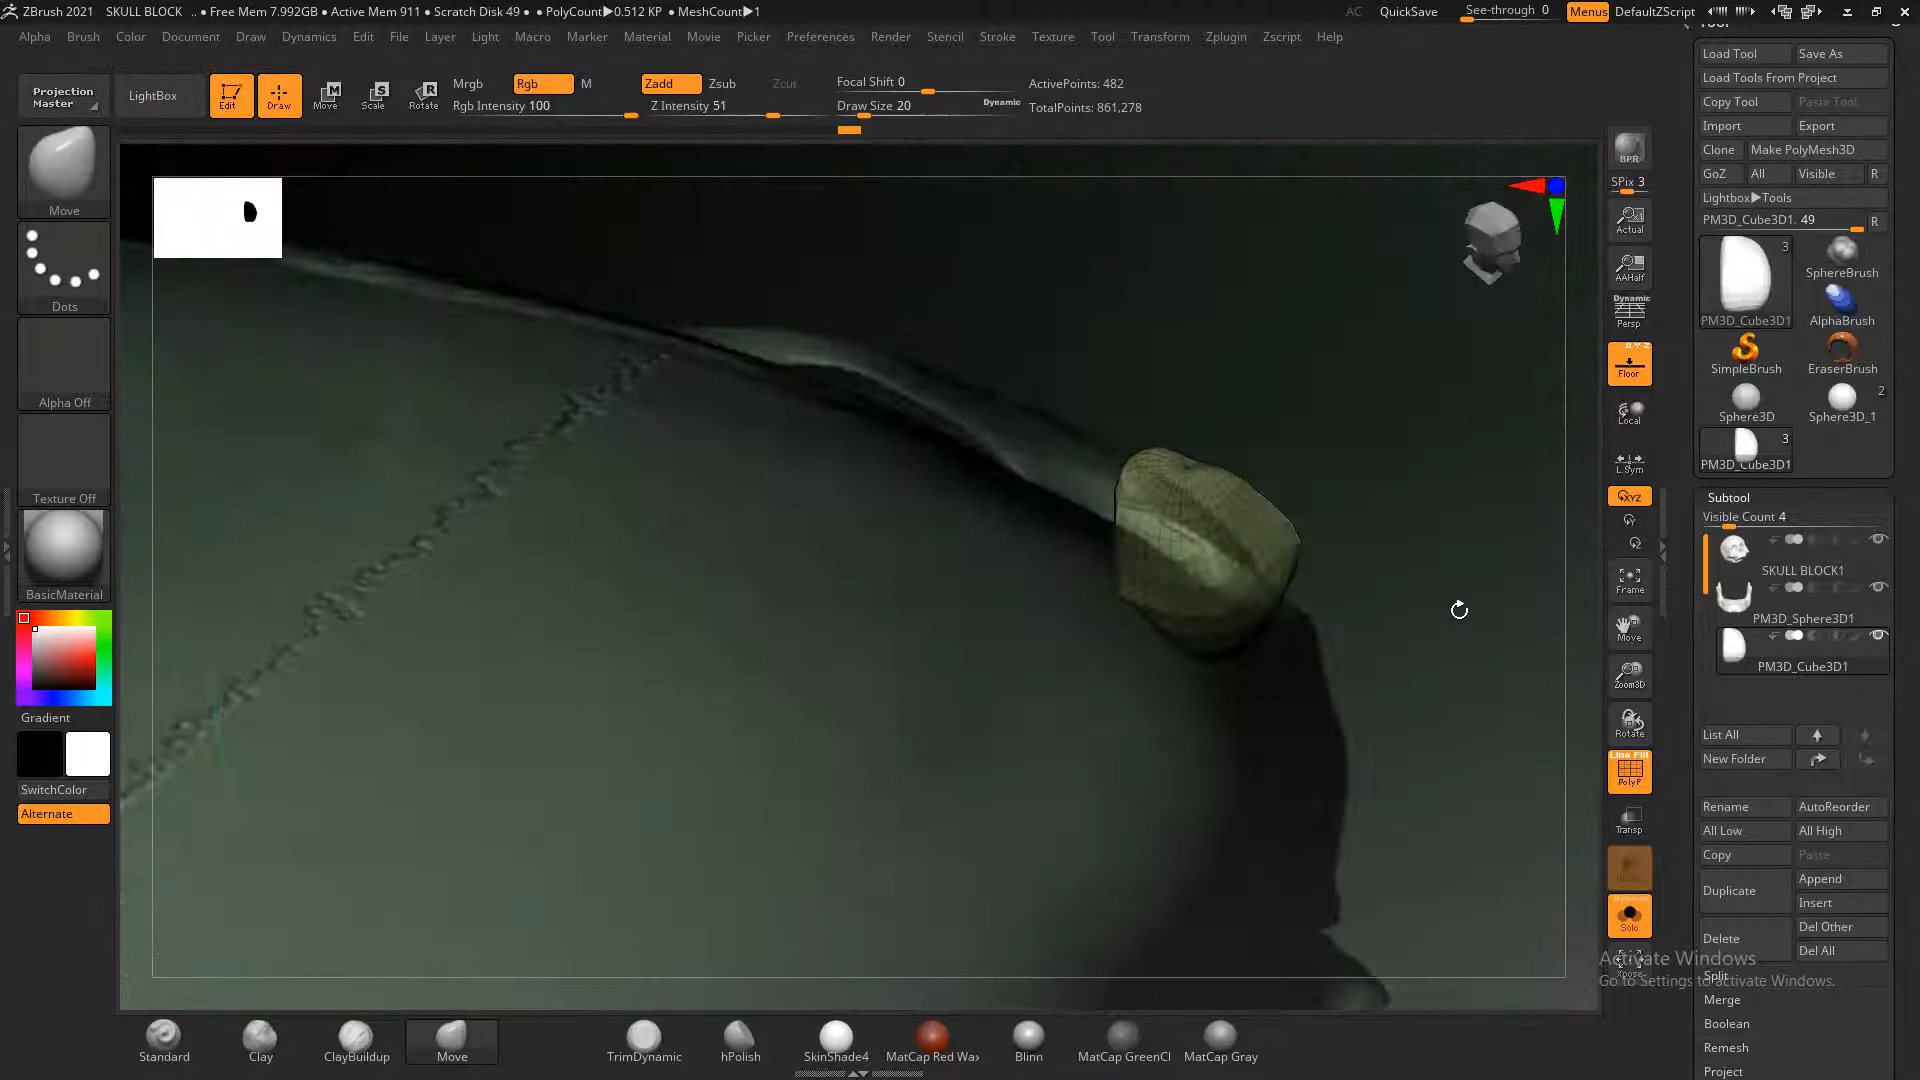 ZBrush 2021 SKULL BLOCK .. ● Free Mem 7.992GB ● Active Mem 911 ● Scratch Disk 49 ● PolyCount▶0.512 KP ● MeshCount▶1 AC QuickSave See-through 0 Menus DefaultZScript
Alpha Brush Color Document Draw Dynamics Edit File Layer Light Macro Marker Material Movie Picker Preferences Render Stencil Stroke Texture Tool Transform Zplugin Zscript Help
Projection Master
LightBox
Edit
Draw
Move
Scale
Rotate
Mrgb Rgb M
Rgb Intensity 100
Zadd Zsub Zcut
Z Intensity 51
Focal Shift 0
Draw Size 20
Dynamic
ActivePoints: 482
TotalPoints: 861,278
Move
Dots
Alpha Off
Texture Off
BasicMaterial
Gradient
SwitchColor
Alternate
BPR
SPix 3
Actual
AAHalf
Dynamic
Persp
X Y Z
Floor
Local
L.Sym
XYZ
Y
Z
Frame
Move
Zoom3D
Rotate
Line Fill
PolyF
Transp
Dynamic
Solo
Xpose
Load Tool Save As
Load Tools From Project
Copy Tool Paste Tool
Import Export
Clone Make PolyMesh3D
GoZ All Visible R
Lightbox▶Tools
PM3D_Cube3D1. 49 R
3
PM3D_Cube3D1
SphereBrush
AlphaBrush
SimpleBrush
EraserBrush
Sphere3D
2
Sphere3D_1
3
PM3D_Cube3D1
Subtool
Visible Count 4
SKULL BLOCK1
PM3D_Sphere3D1
PM3D_Cube3D1
List All
New Folder
Rename AutoReorder
All Low All High
Copy Paste
Duplicate Append
Insert
Delete Del Other
Del All
Split
Merge
Boolean
Remesh
Project
Activate Windows
Go to Settings to activate Windows.
Standard Clay ClayBuildup Move TrimDynamic hPolish SkinShade4 MatCap Red Wax Blinn MatCap GreenCl MatCap Gray